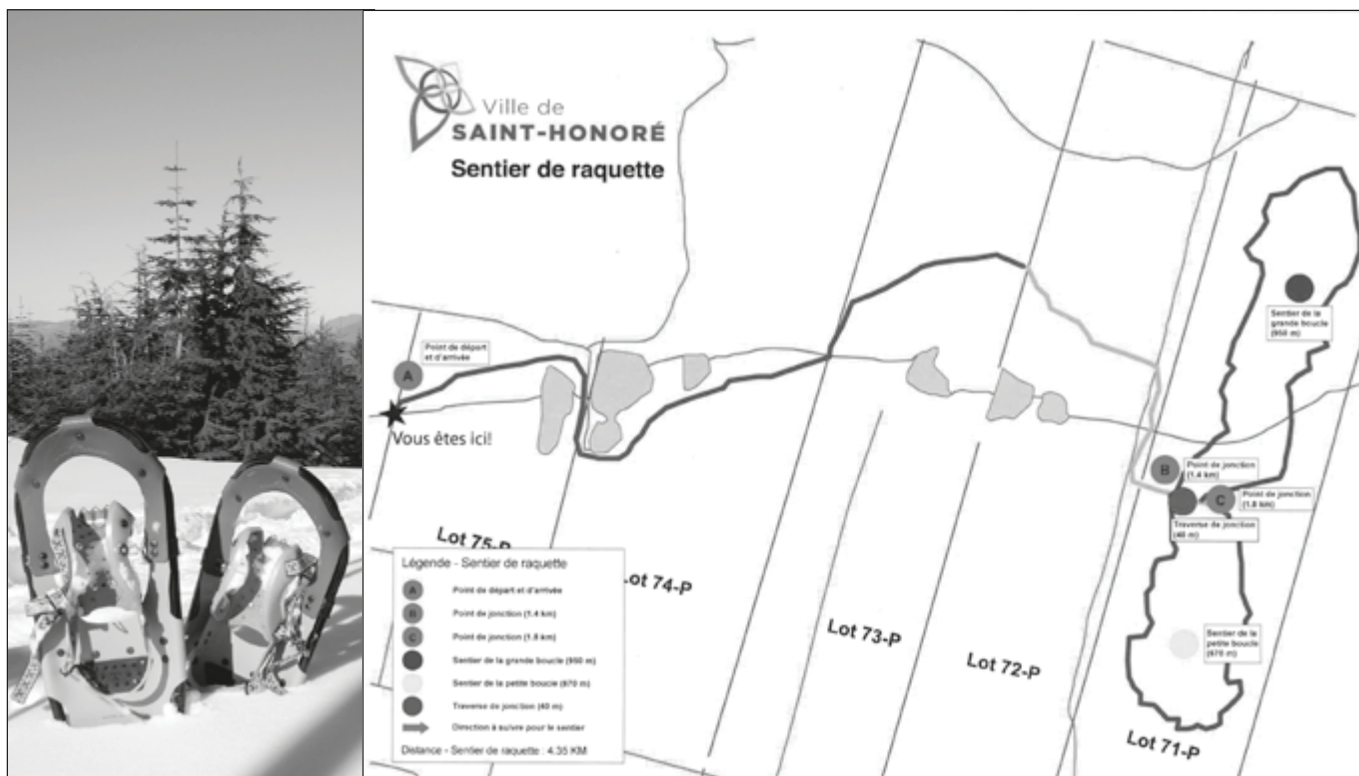 Ville de
SAINT-HONORÉ
Sentier de raquette
Point de départ
et d'arrivée
A
Vous êtes ici!
Sentier de la
grande boucle
(950 m)
B
Point de jonction
(1.4 km)
C
Point de jonction
(1.8 km)
Traverse de jonction
(40 m)
Sentier de la
petite boucle
(670 m)
Lot 75-P
Lot 74-P
Lot 73-P
Lot 72-P
Lot 71-P
Légende - Sentier de raquette
A Point de départ et d'arrivée
B Point de jonction (1.4 km)
C Point de jonction (1.8 km)
Sentier de la grande boucle (950 m)
Sentier de la petite boucle (670 m)
Traverse de jonction (40 m)
Direction à suivre pour le sentier
Distance - Sentier de raquette : 4.35 KM